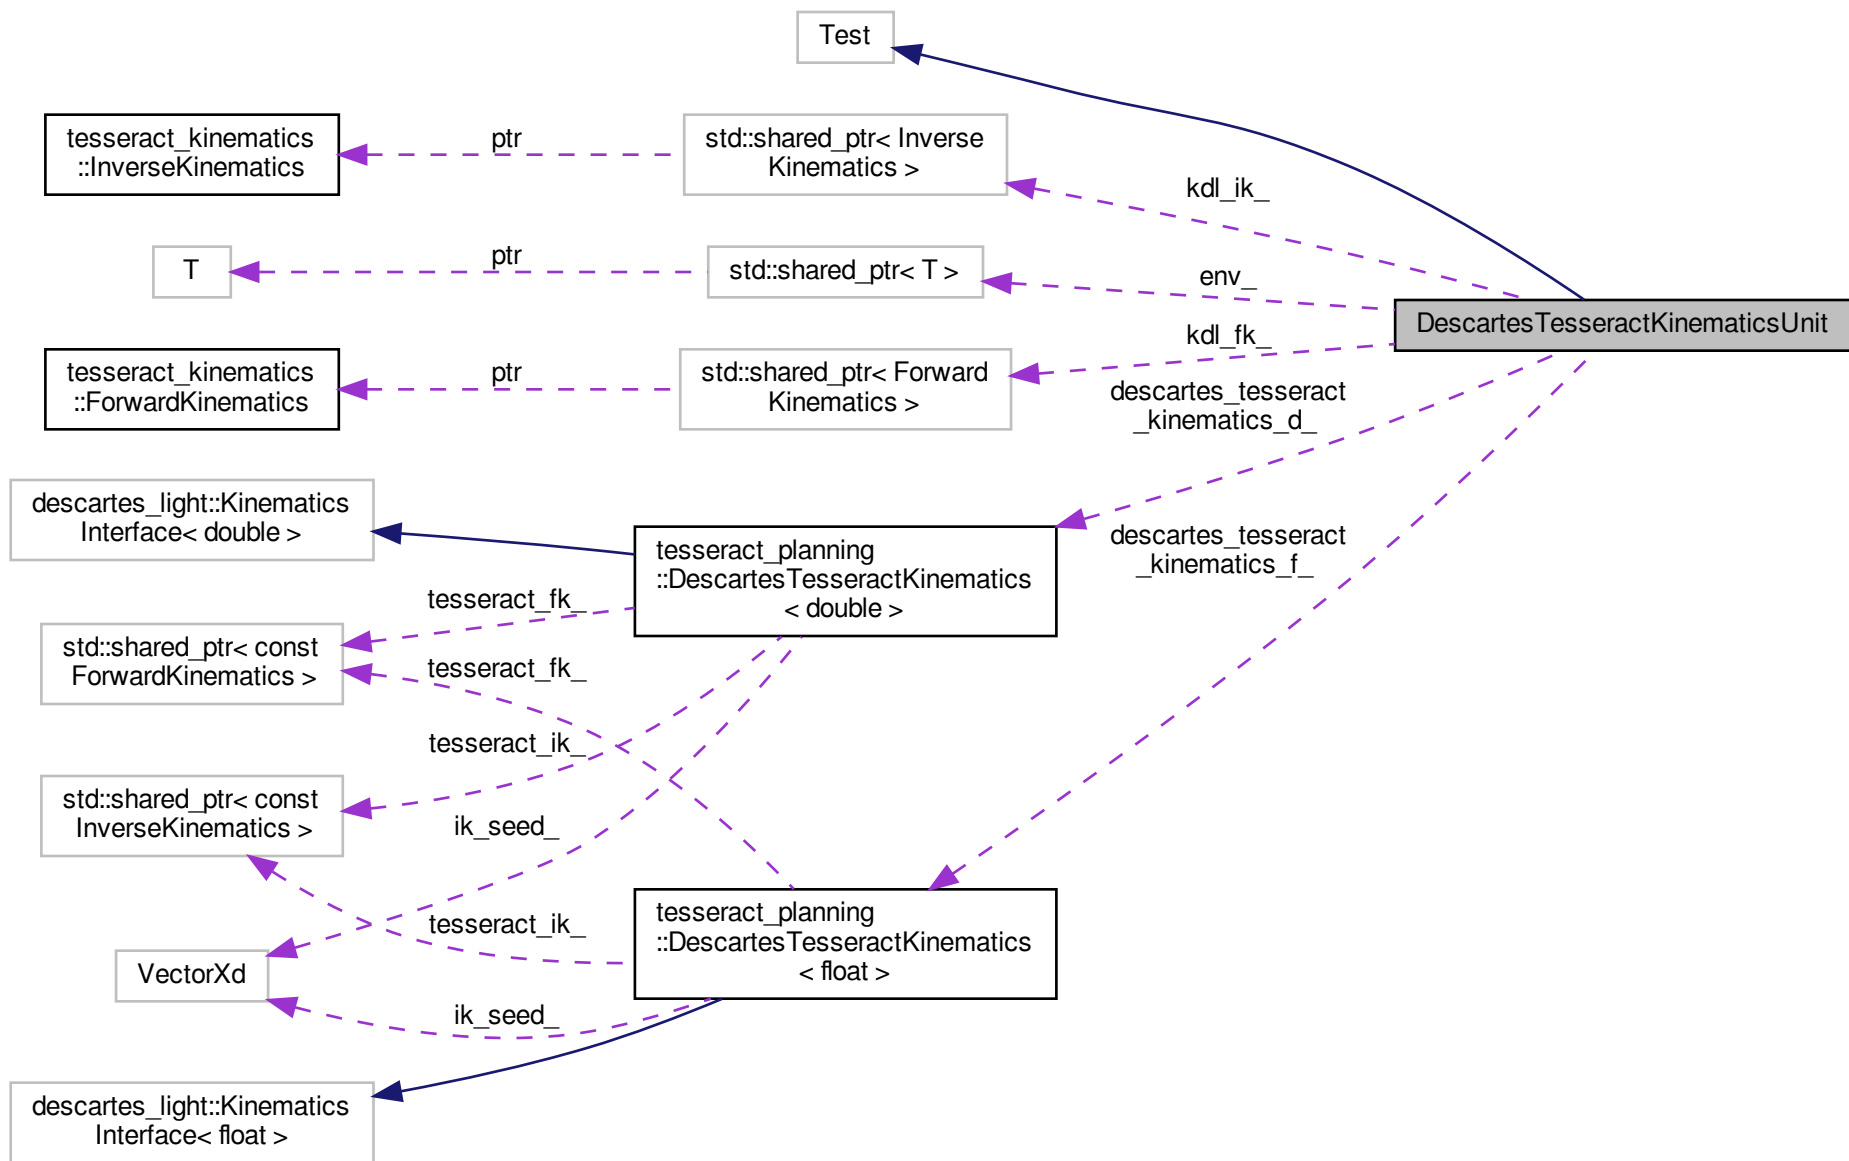 Test
tesseract_kinematics
::InverseKinematics
ptr
std::shared_ptr< Inverse
Kinematics >
kdl_ik_
T
ptr
std::shared_ptr< T >
env_
DescartesTesseractKinematicsUnit
tesseract_kinematics
::ForwardKinematics
ptr
std::shared_ptr< Forward
Kinematics >
kdl_fk_
descartes_tesseract
_kinematics_d_
descartes_light::Kinematics
Interface< double >
tesseract_planning
::DescartesTesseractKinematics
< double >
descartes_tesseract
_kinematics_f_
tesseract_fk_
std::shared_ptr< const
ForwardKinematics >
tesseract_fk_
tesseract_ik_
std::shared_ptr< const
InverseKinematics >
ik_seed_
tesseract_planning
::DescartesTesseractKinematics
< float >
tesseract_ik_
VectorXd
ik_seed_
descartes_light::Kinematics
Interface< float >